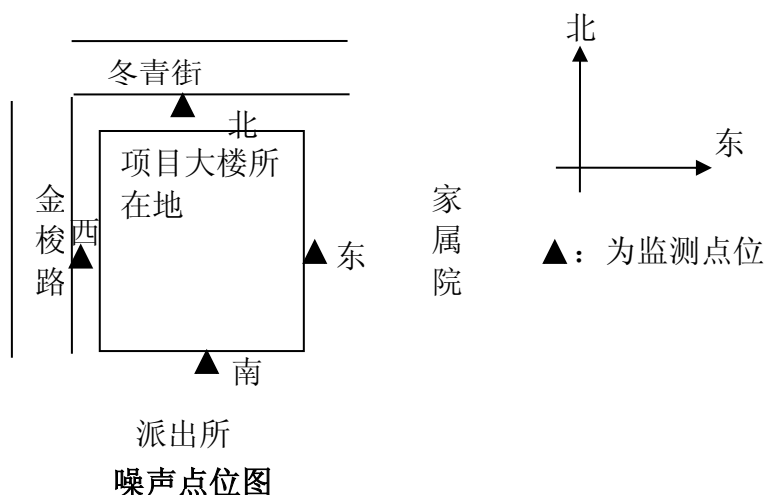 冬青街
北
项目大楼所
在地
金梭路
西
东
南
家属院
派出所
噪声点位图
北
东
▲：为监测点位